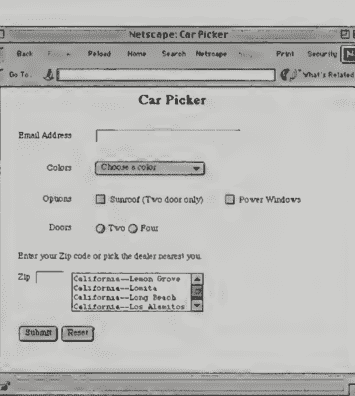 Netscape: Car Picker
Back Reload Home Search Netscape Print Security
Go To: What's Related
Car Picker
Email Address
Colors Choose a color
Options Sunroof (Two door only) Power Windows
Doors Two Four
Enter your Zip code or pick the dealer nearest you.
Zip
California--Lemon Grove
California--Lomita
California--Long Beach
California--Los Alamitos
Submit Reset